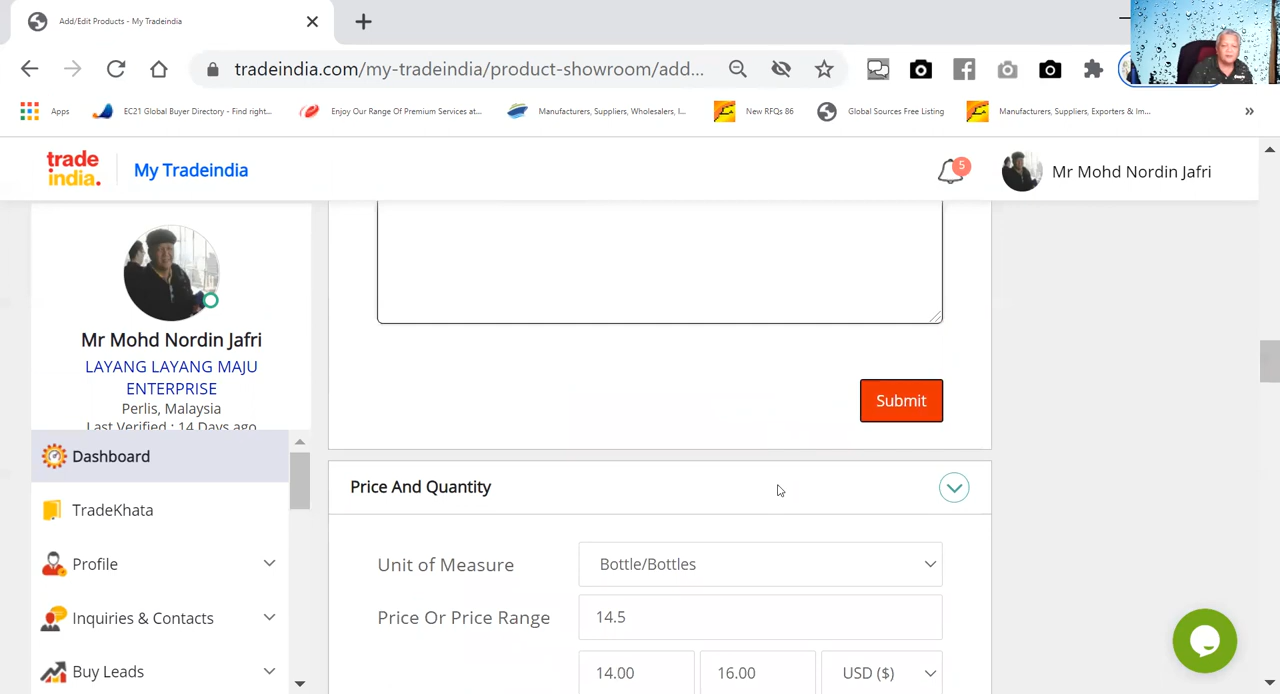 Add/Edit Products - My Tradeindia
tradeindia.com/my-tradeindia/product-showroom/add...
Apps
EC21 Global Buyer Directory - Find right...
Enjoy Our Range Of Premium Services at...
Manufacturers, Suppliers, Wholesalers, I...
New RFQs 86
Global Sources Free Listing
Manufacturers, Suppliers, Exporters & Im...
»
trade
india.
My Tradeindia
5
Mr Mohd Nordin Jafri
Mr Mohd Nordin Jafri
LAYANG LAYANG MAJU
ENTERPRISE
Perlis, Malaysia
Last Verified : 14 Days ago
Dashboard
TradeKhata
Profile
Inquiries & Contacts
Buy Leads
Submit
Price And Quantity
Unit of Measure
Bottle/Bottles
Price Or Price Range
14.5
14.00
16.00
USD ($)